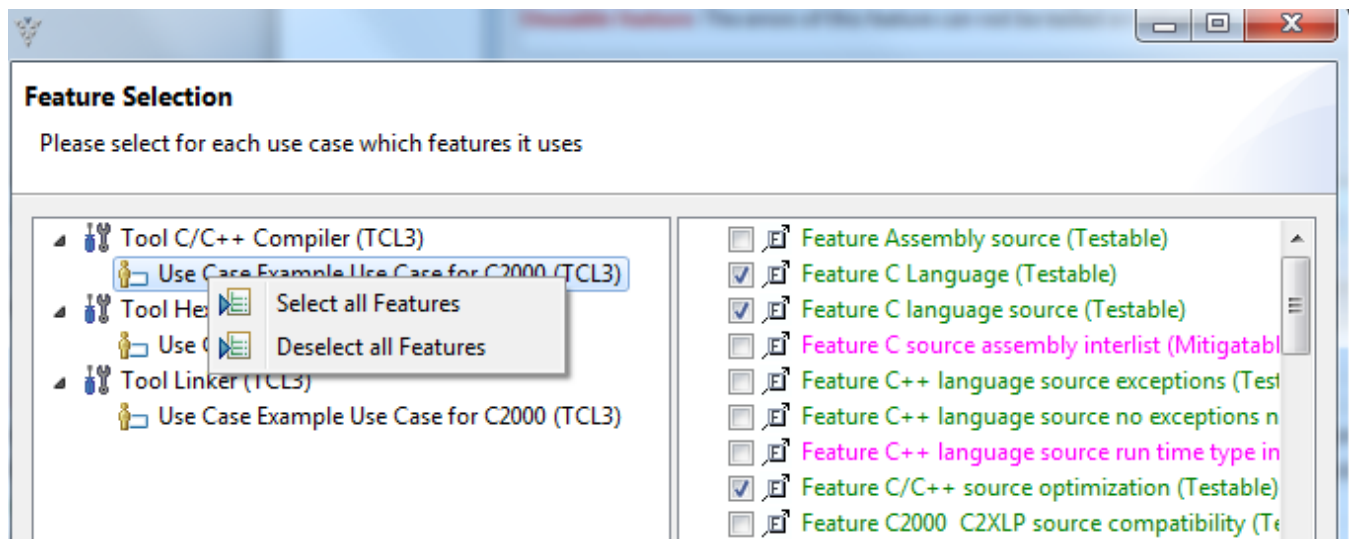 Feature Selection
Please select for each use case which features it uses
Tool C/C++ Compiler (TCL3)
Use Case Example Use Case for C2000 (TCL3)
Select all Features
Tool Hex
Use
Deselect all Features
Tool Linker (TCL3)
Use Case Example Use Case for C2000 (TCL3)
Feature Assembly source (Testable)
Feature C Language (Testable)
Feature C language source (Testable)
Feature C source assembly interlist (Mitigatabl
Feature C++ language source exceptions (Test
Feature C++ language source no exceptions n
Feature C++ language source run time type in
Feature C/C++ source optimization (Testable)
Feature C2000 C2XLP source compatibility (Te